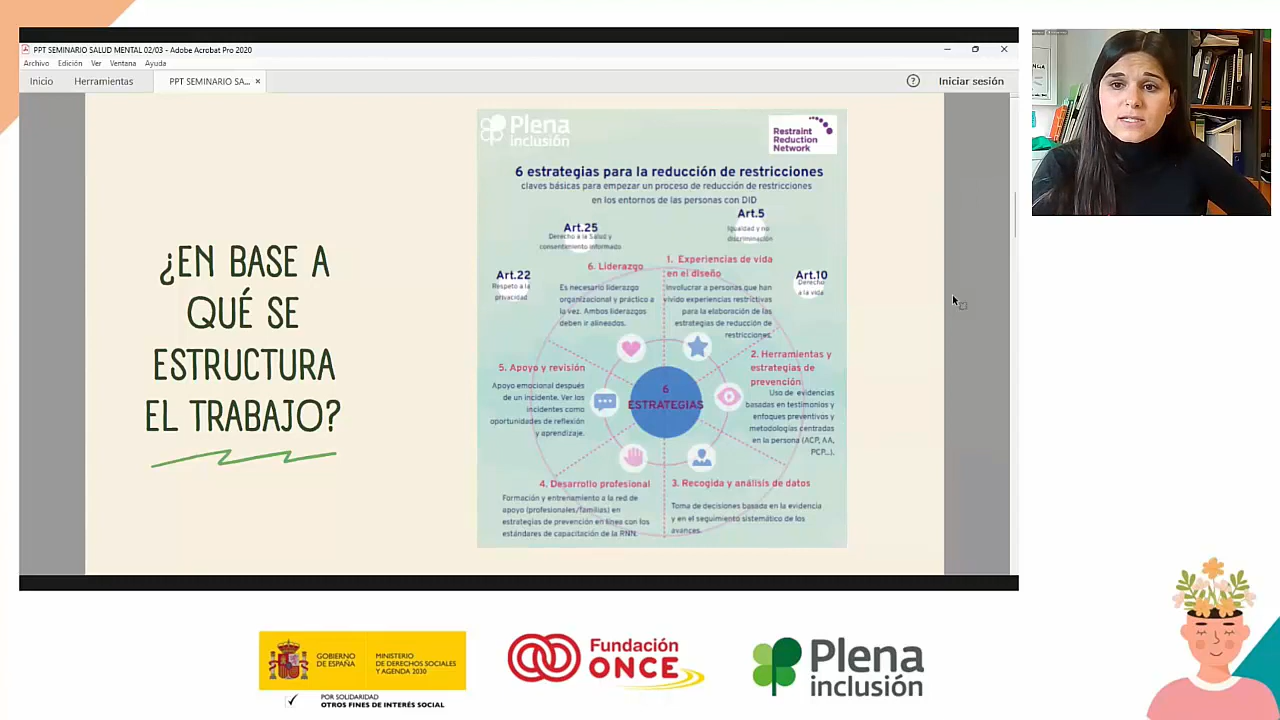 PPT SEMINARIO SALUD MENTAL 02/03 - Adobe Acrobat Pro 2020
Archivo Edición Ver Ventana Ayuda
Inicio Herramientas PPT SEMINARIO SA... × Iniciar sesión
¿EN BASE A
QUÉ SE
ESTRUCTURA
EL TRABAJO?
Plena
inclusión
Restraint
Reduction
Network
6 estrategias para la reducción de restricciones
claves básicas para empezar un proceso de reducción de restricciones
en los entornos de las personas con DID
Art.25
Derecho a la Salud y
consentimiento informado
Art.5
Igualdad y no
discriminación
Art.22
Respeto a la
privacidad
Art.10
Derecho
a la vida
6. Liderazgo
Es necesario liderazgo
organizacional y práctico a
la vez. Ambos liderazgos
deben ir alineados.
1. Experiencias de vida
en el diseño
Involucrar a personas que han
vivido experiencias restrictivas
para la elaboración de las
estrategias de reducción de
restricciones.
2. Herramientas y
estrategias de
prevención
Uso de evidencias
basadas en testimonios y
enfoques preventivos y
metodologías centradas
en la persona (ACP, AA,
PCP...).
5. Apoyo y revisión
Apoyo emocional después
de un incidente. Ver los
incidentes como
oportunidades de reflexión
y aprendizaje.
6
ESTRATEGIAS
4. Desarrollo profesional
Formación y entrenamiento a la red de
apoyo (profesionales/familias) en
estrategias de prevención en línea con los
estándares de capacitación de la RNN.
3. Recogida y análisis de datos
Toma de decisiones basada en la evidencia
y en el seguimiento sistemático de los
avances.
GOBIERNO
DE ESPAÑA
MINISTERIO
DE DERECHOS SOCIALES
Y AGENDA 2030
POR SOLIDARIDAD
OTROS FINES DE INTERÉS SOCIAL
Fundación
ONCE
Plena
inclusión